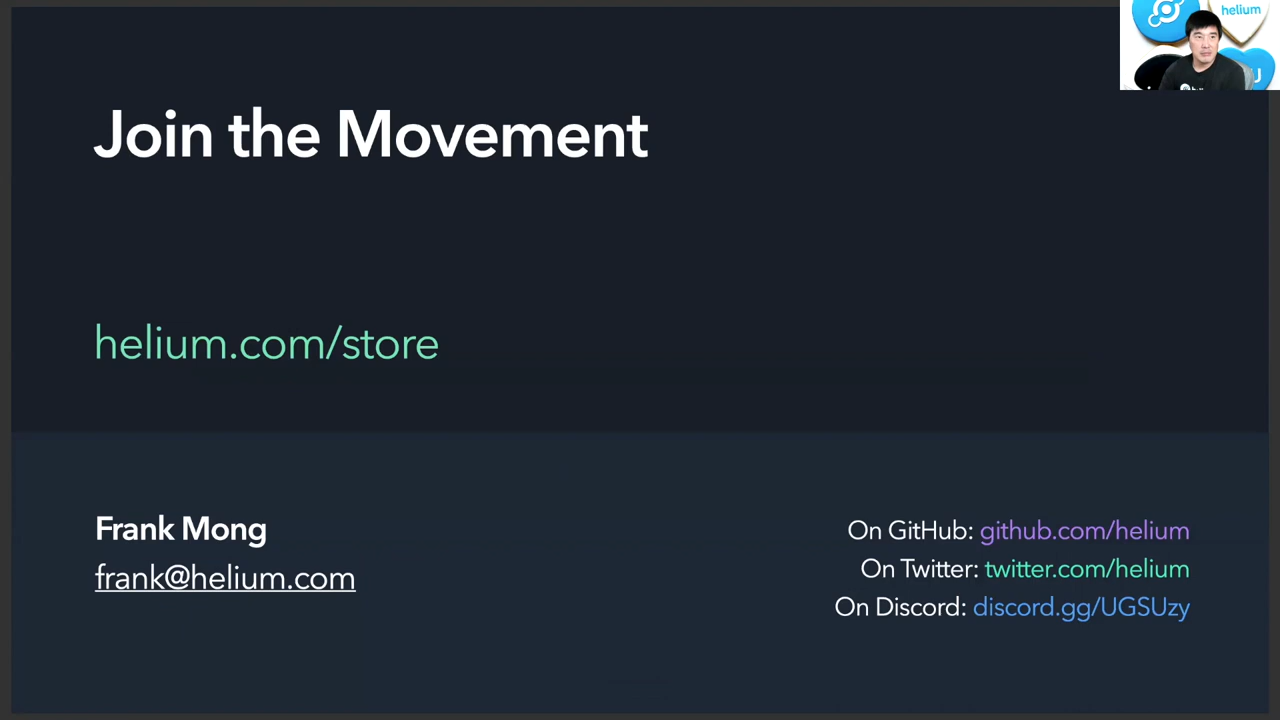 helium
Join the Movement
helium.com/store
Frank Mong
frank@helium.com
On GitHub: github.com/helium
On Twitter: twitter.com/helium
On Discord: discord.gg/UGSUzy